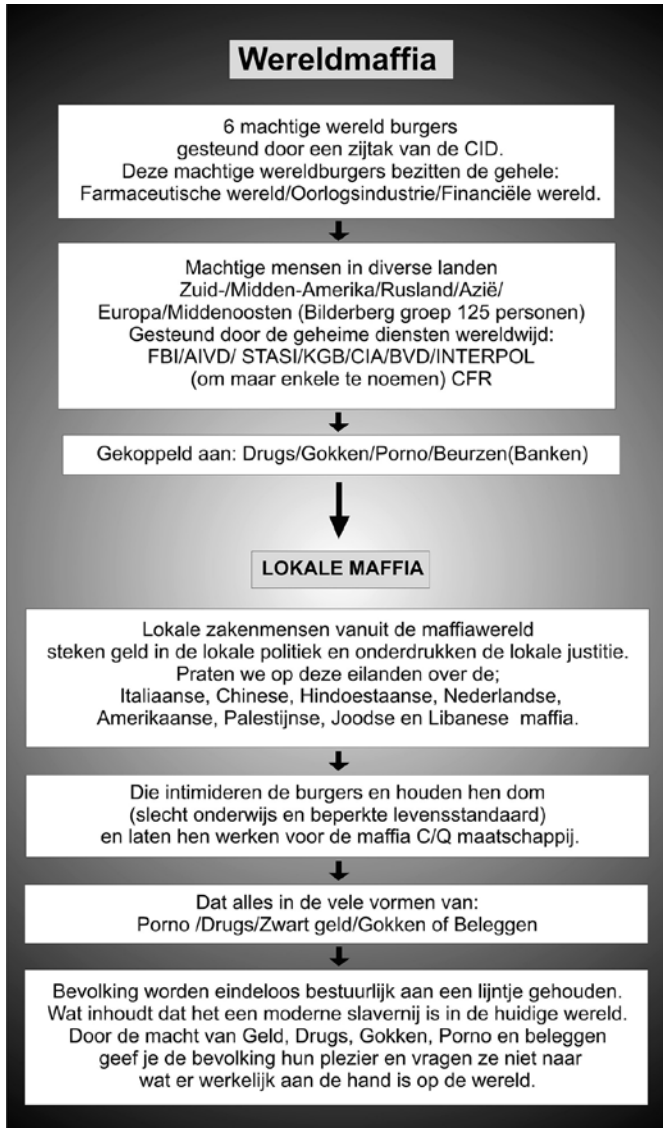 Wereldmaffia
6 machtige wereld burgers
gesteund door een zijtak van de CID.
Deze machtige wereldburgers bezitten de gehele:
Farmaceutische wereld/Oorlogsindustrie/Financiële wereld.
Machtige mensen in diverse landen
Zuid-/Midden-Amerika/Rusland/Azië/
Europa/Middenoosten (Bilderberg groep 125 personen)
Gesteund door de geheime diensten wereldwijd:
FBI/AIVD/ STASI/KGB/CIA/BVD/INTERPOL
(om maar enkele te noemen) CFR
Gekoppeld aan: Drugs/Gokken/Porno/Beurzen(Banken)
LOKALE MAFFIA
Lokale zakenmensen vanuit de maffiawereld
steken geld in de lokale politiek en onderdrukken de lokale justitie.
Praten we op deze eilanden over de;
Italiaanse, Chinese, Hindoestaanse, Nederlandse,
Amerikaanse, Palestijnse, Joodse en Libanese maffia.
Die intimideren de burgers en houden hen dom
(slecht onderwijs en beperkte levensstandaard)
en laten hen werken voor de maffia C/Q maatschappij.
Dat alles in de vele vormen van:
Porno /Drugs/Zwart geld/Gokken of Beleggen
Bevolking worden eindeloos bestuurlijk aan een lijntje gehouden.
Wat inhoudt dat het een moderne slavernij is in de huidige wereld.
Door de macht van Geld, Drugs, Gokken, Porno en beleggen
geef je de bevolking hun plezier en vragen ze niet naar
wat er werkelijk aan de hand is op de wereld.